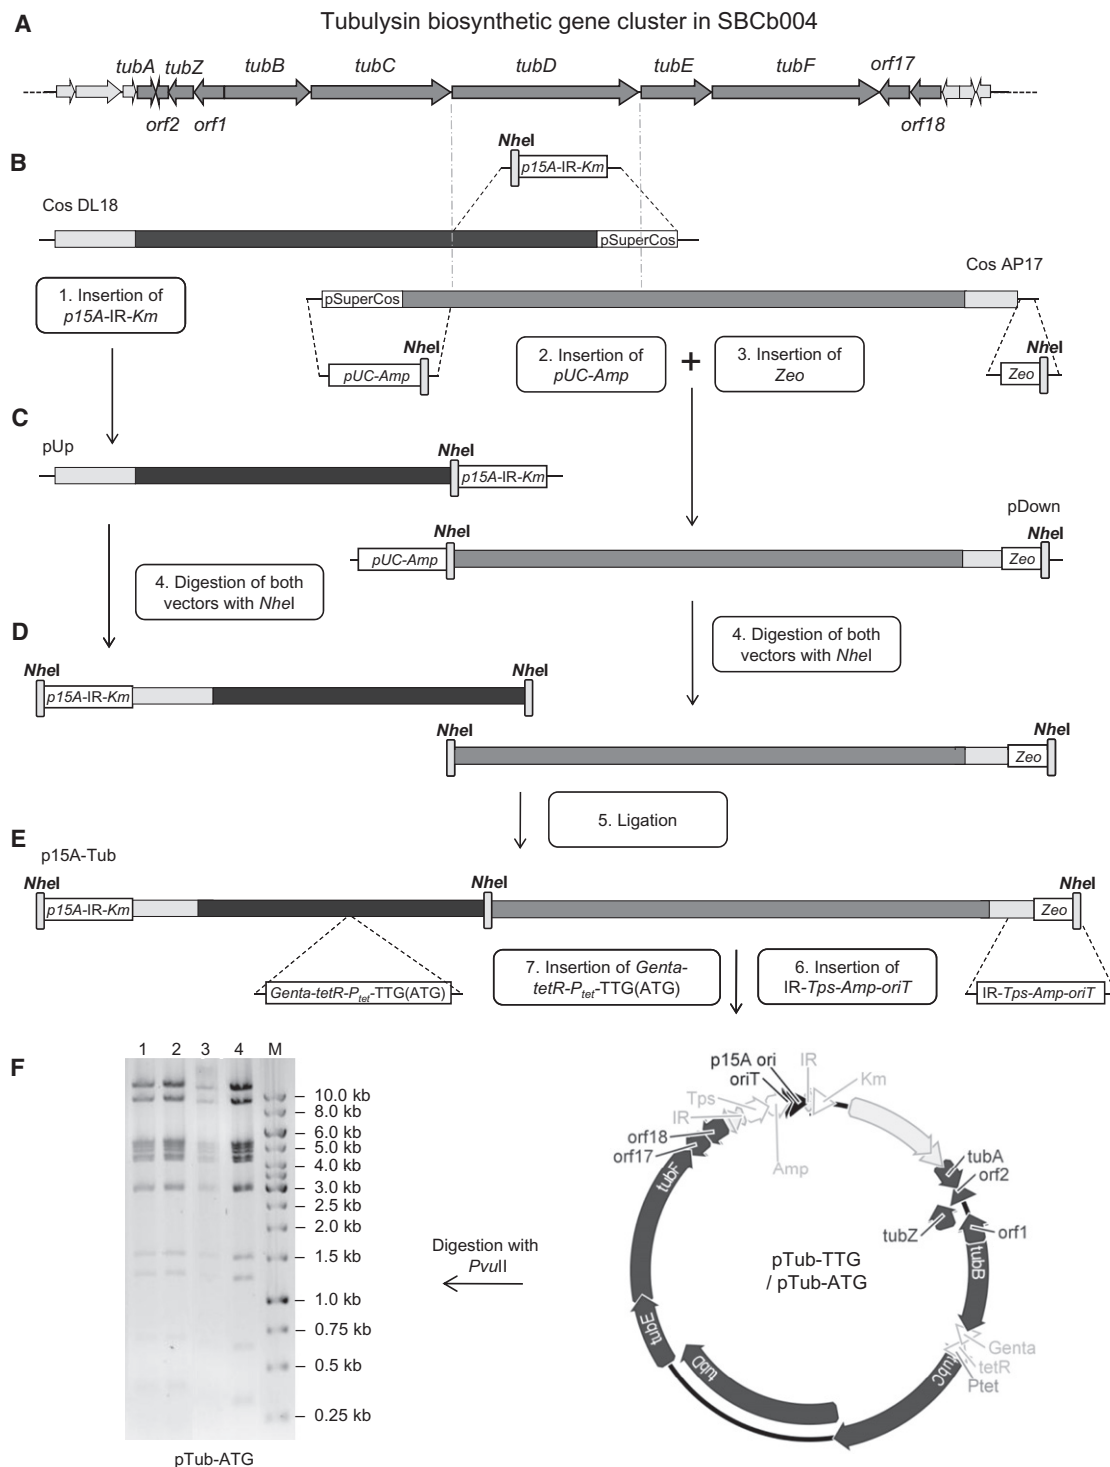 A
Tubulysin biosynthetic gene cluster in SBCb004
tubA tubZ tubB tubC tubD tubE tubF orf17
orf2 orf1 orf18
B
NheI
p15A-IR-Km
Cos DL18
pSuperCos
Cos AP17
1. Insertion of
p15A-IR-Km
pSuperCos
NheI
pUC-Amp
2. Insertion of
pUC-Amp
+
3. Insertion of
Zeo
NheI
Zeo
C
pUp
NheI
p15A-IR-Km
pDown
NheI
pUC-Amp
NheI
Zeo
4. Digestion of both
vectors with NheI
4. Digestion of both
vectors with NheI
D
NheI
p15A-IR-Km
NheI
NheI
NheI
Zeo
5. Ligation
E
p15A-Tub
NheI
p15A-IR-Km
NheI
NheI
Zeo
Genta-tetR-Ptet-TTG(ATG)
7. Insertion of Genta-
tetR-Ptet-TTG(ATG)
6. Insertion of
IR-Tps-Amp-oriT
IR-Tps-Amp-oriT
F
1 2 3 4 M
10.0 kb
8.0 kb
6.0 kb
5.0 kb
4.0 kb
3.0 kb
2.5 kb
2.0 kb
1.5 kb
1.0 kb
0.75 kb
0.5 kb
0.25 kb
pTub-ATG
Digestion with
PvuII
p15A ori
IR
oriT
Km
Tps
IR
orf18
orf17
Amp
tubA
orf2
tubZ
orf1
tubF
tubB
pTub-TTG
/ pTub-ATG
Genta
tetR
Ptet
tubE
tubD
tubC